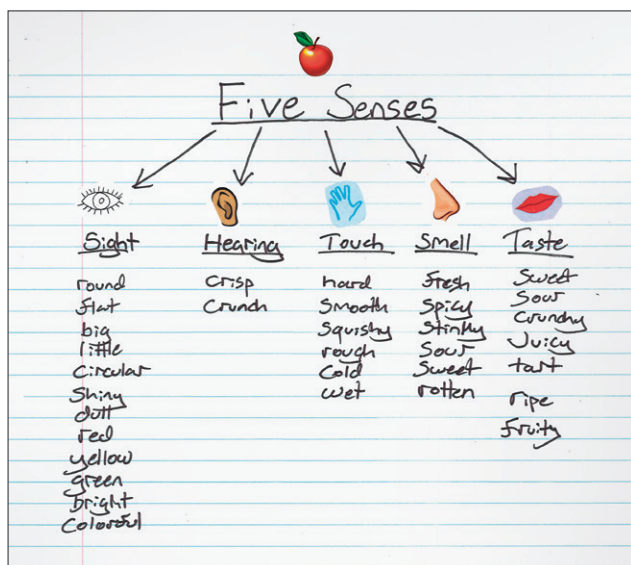 Five Senses
Sight
round
flat
big
little
Circular
Shiny
dull
red
yellow
green
bright
Colorful
Hearing
Crisp
Crunch
Touch
hard
Smooth
Squishy
rough
Cold
wet
Smell
fresh
Spicy
Stinky
Sour
Sweet
rotten
Taste
Sweet
Sour
Crunchy
Juicy
tart
ripe
fruity